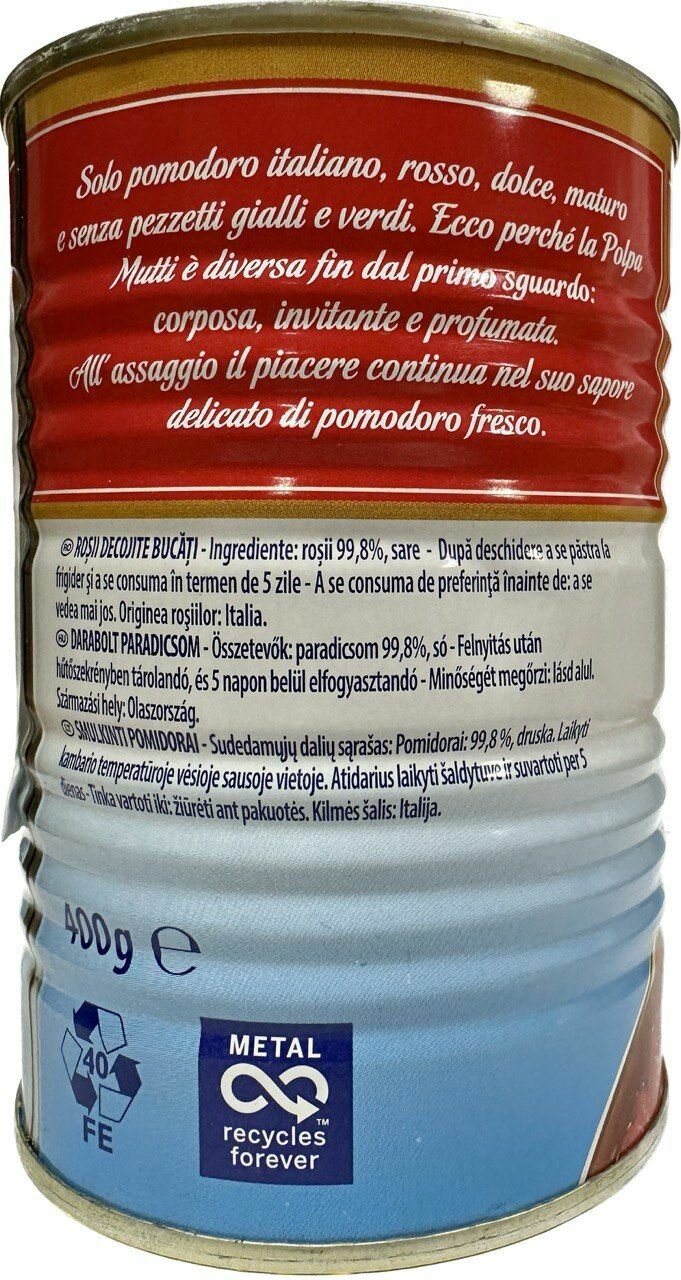 Solo pomodoro italiano, rosso, dolce, maturo
e senza pezzetti gialli e verdi. Ecco perché la Polpa
Mutti è diversa fin dal primo sguardo:
corposa, invitante e profumata.
All' assaggio il piacere continua nel suo sapore
delicato di pomodoro fresco.
RO ROȘII DECOJITE BUCĂȚI - Ingrediente: roșii 99,8%, sare - După deschidere a se păstra la
frigider și a se consuma în termen de 5 zile - A se consuma de preferință înainte de: a se
vedea mai jos. Originea roșiilor: Italia.
HU DARABOLT PARADICSOM - Összetevők: paradicsom 99,8%, só - Felnyitás után
hűtőszekrényben tárolandó, és 5 napon belül elfogyasztandó - Minőségét megőrzi: lásd alul.
Származási hely: Olaszország.
LT SMULKINTI POMIDORAI - Sudedamųjų dalių sąrašas: Pomidorai: 99,8 %, druska. Laikyti
kambario temperatūroje vėsioje sausoje vietoje. Atidarius laikyti šaldytuve ir suvartoti per 5
dienas - Tinka vartoti iki: žiūrėti ant pakuotės. Kilmės šalis: Italija.
400g e
40
FE
METAL
TM
recycles
forever